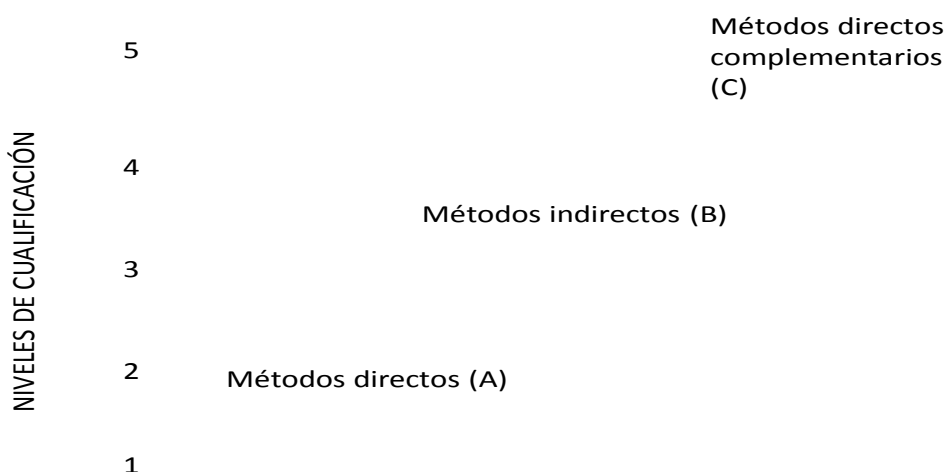 NIVELES DE CUALIFICACIÓN
5
Métodos directos
complementarios
(C)
4
Métodos indirectos (B)
3
2
Métodos directos (A)
1